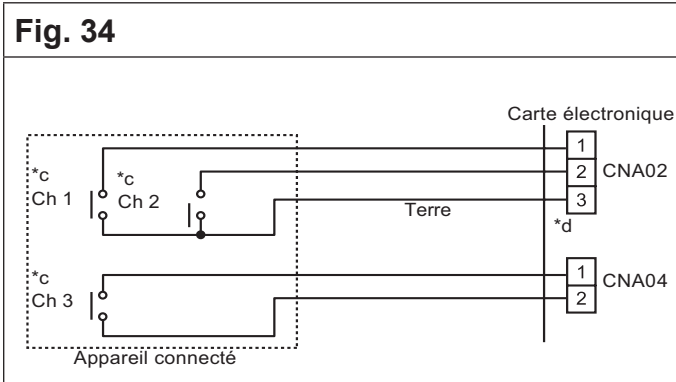 Fig. 34
Carte électronique
*c
Ch 1
*c
Ch 2
1
2
3
CNA02
Terre
*d
*c
Ch 3
1
2
CNA04
Appareil connecté